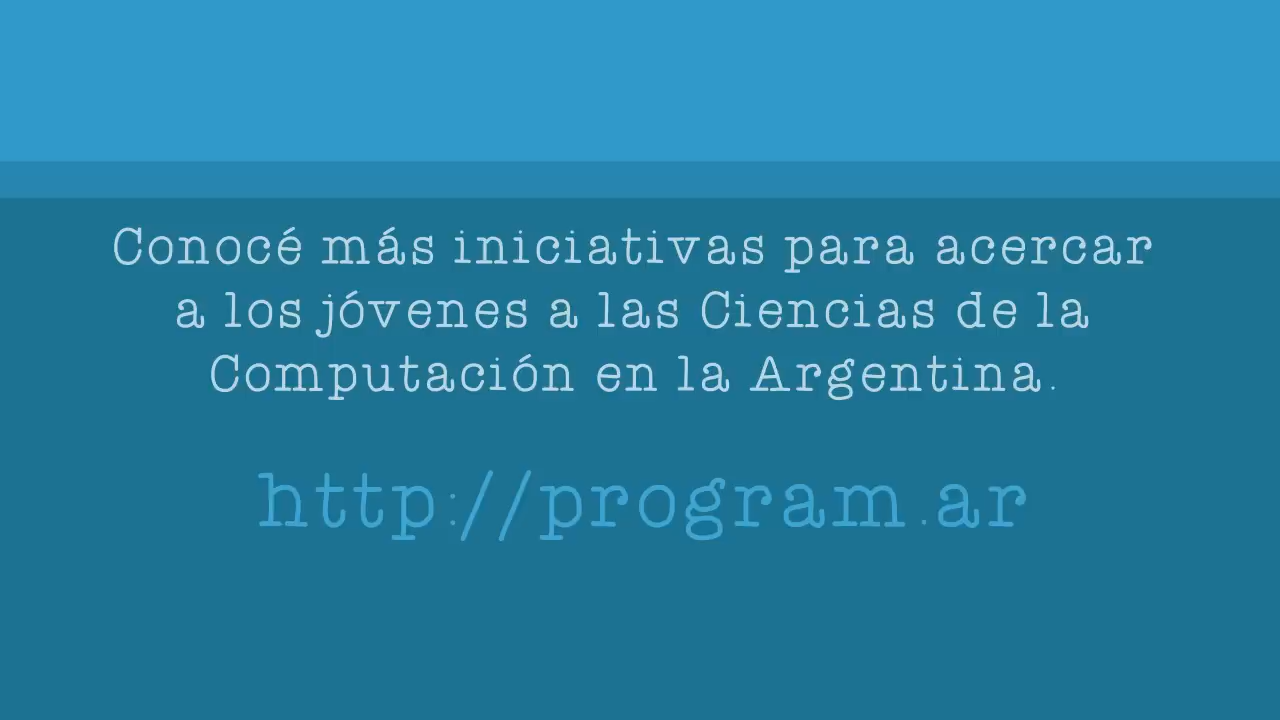 Conocé más iniciativas para acercar
a los jóvenes a las Ciencias de la
Computación en la Argentina.
http://program.ar